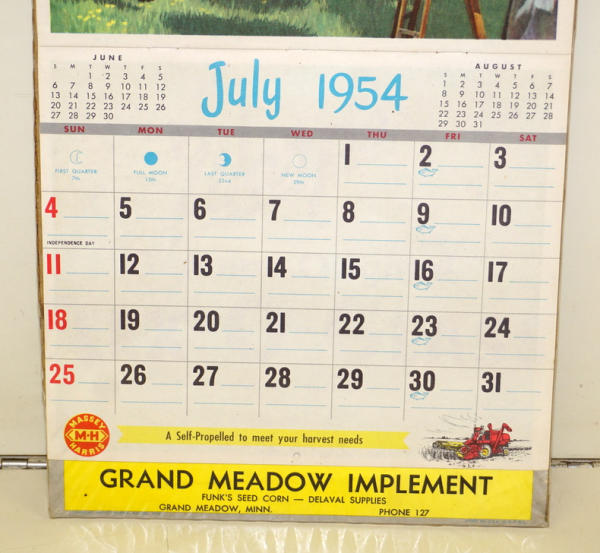 JUNE
S M T W T F S
1 2 3 4 5
6 7 8 9 10 11 12
13 14 15 16 17 18 19
20 21 22 23 24 25 26
27 28 29 30
July 1954
AUGUST
S M T W T F S
1 2 3 4 5 6 7
8 9 10 11 12 13 14
15 16 17 18 19 20 21
22 23 24 25 26 27 28
29 30 31
SUN MON TUE WED THU FRI SAT
FIRST QUARTER
7th
FULL MOON
LAST QUARTER
NEW MOON
29th
1 2 3
4 5 6 7 8 9 10
INDEPENDENCE DAY
11 12 13 14 15 16 17
18 19 20 21 22 23 24
25 26 27 28 29 30 31
MASSEY
M-H
HARRIS
A Self-Propelled to meet your harvest needs
GRAND MEADOW IMPLEMENT
FUNK'S SEED CORN — DELAVAL SUPPLIES
GRAND MEADOW, MINN. PHONE 127